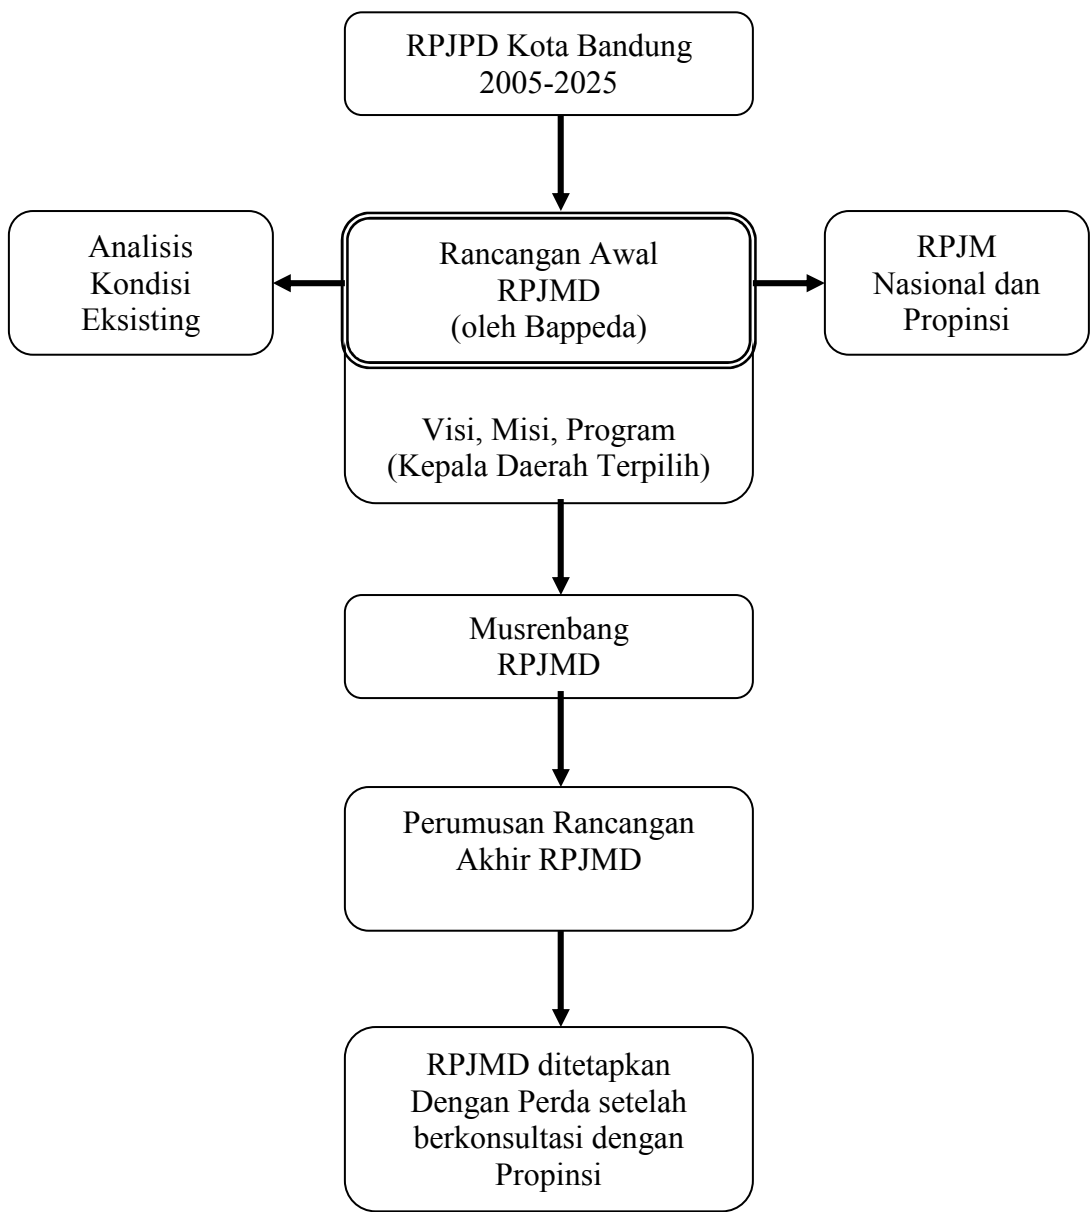 RPJPD Kota Bandung
2005-2025
Analisis
Kondisi
Eksisting
Rancangan Awal
RPJMD
(oleh Bappeda)
RPJM
Nasional dan
Propinsi
Visi, Misi, Program
(Kepala Daerah Terpilih)
Musrenbang
RPJMD
Perumusan Rancangan
Akhir RPJMD
RPJMD ditetapkan
Dengan Perda setelah
berkonsultasi dengan
Propinsi